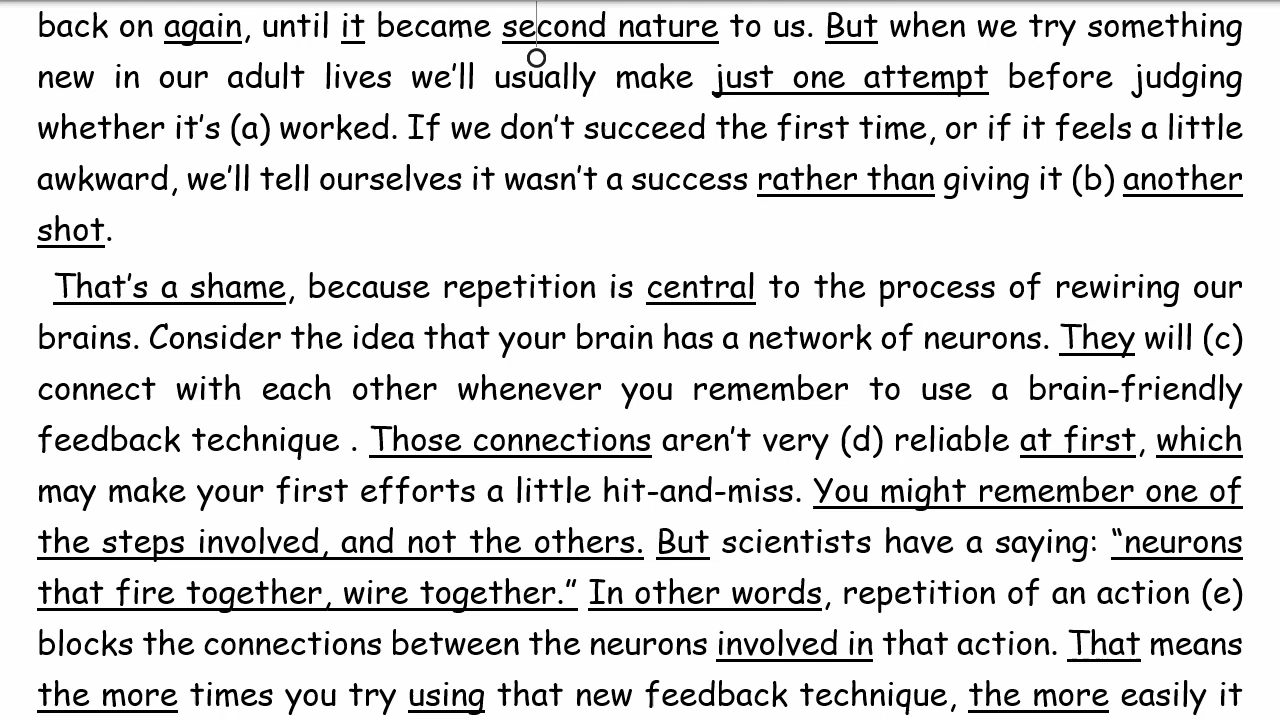 back on again, until it became second nature to us. But when we try something
new in our adult lives we’ll usually make just one attempt before judging
whether it’s (a) worked. If we don’t succeed the first time, or if it feels a little
awkward, we’ll tell ourselves it wasn’t a success rather than giving it (b) another
shot.
That’s a shame, because repetition is central to the process of rewiring our
brains. Consider the idea that your brain has a network of neurons. They will (c)
connect with each other whenever you remember to use a brain-friendly
feedback technique . Those connections aren’t very (d) reliable at first, which
may make your first efforts a little hit-and-miss. You might remember one of
the steps involved, and not the others. But scientists have a saying: “neurons
that fire together, wire together.” In other words, repetition of an action (e)
blocks the connections between the neurons involved in that action. That means
the more times you try using that new feedback technique, the more easily it